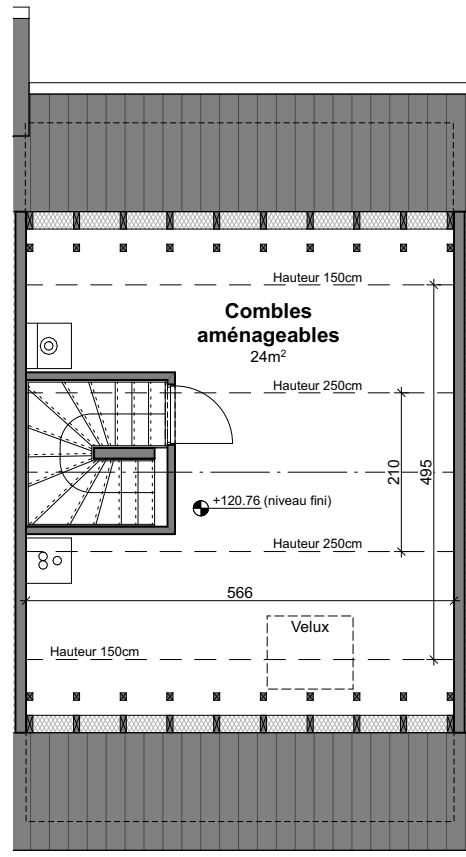 Hauteur 150cm
Combles
aménageables
24m²
Hauteur 250cm
210
495
+120.76 (niveau fini)
Hauteur 250cm
566
Velux
Hauteur 150cm